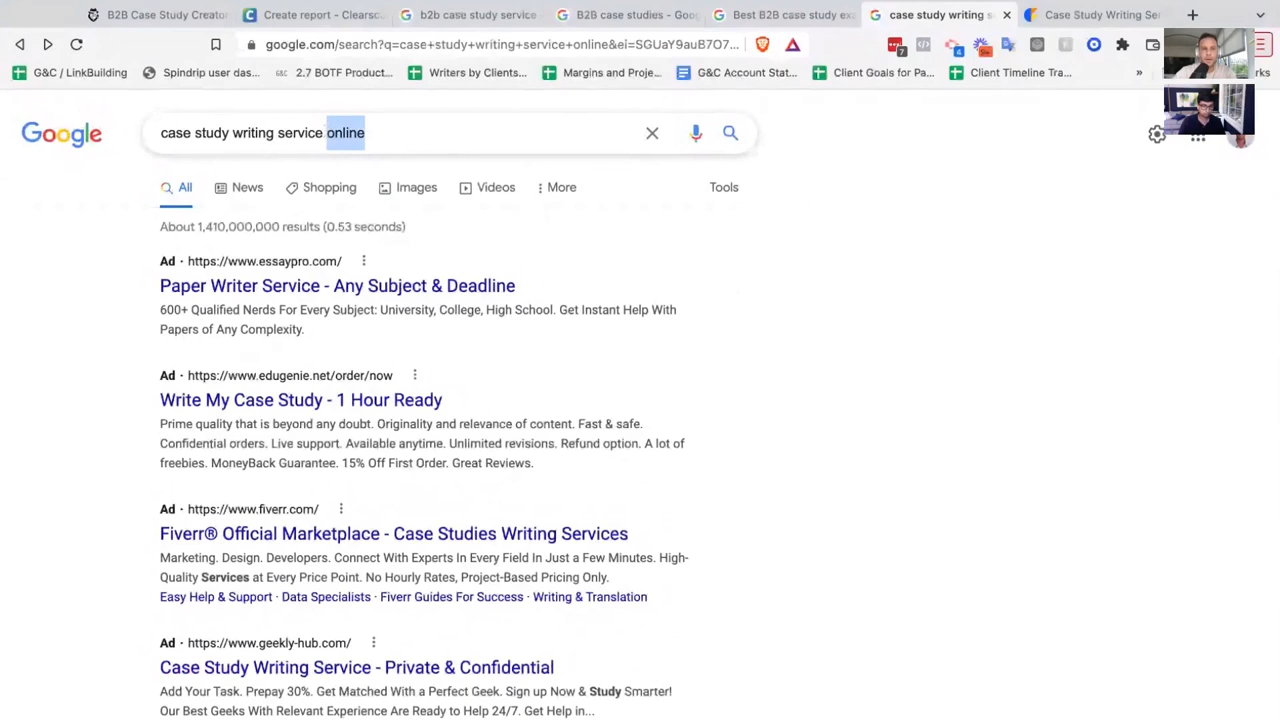 B2B Case Study Creator
Create report - Clearsc
b2b case study service
B2B case studies - Goo
Best B2B case study exa
case study writing s
Case Study Writing Ser
google.com/search?q=case+study+writing+service+online&ei=SGUaY9auB7O7...
7
4
9+
G&C / LinkBuilding
Spindrip user das...
2.7 BOTF Product...
Writers by Clients...
Margins and Proje...
G&C Account Stat...
Client Goals for Pa...
Client Timeline Tra...
»
Google
case study writing service online
All
News
Shopping
Images
Videos
More
Tools
About 1,410,000,000 results (0.53 seconds)
Ad · https://www.essaypro.com/
Paper Writer Service - Any Subject & Deadline
600+ Qualified Nerds For Every Subject: University, College, High School. Get Instant Help With
Papers of Any Complexity.
Ad · https://www.edugenie.net/order/now
Write My Case Study - 1 Hour Ready
Prime quality that is beyond any doubt. Originality and relevance of content. Fast & safe.
Confidential orders. Live support. Available anytime. Unlimited revisions. Refund option. A lot of
freebies. MoneyBack Guarantee. 15% Off First Order. Great Reviews.
Ad · https://www.fiverr.com/
Fiverr® Official Marketplace - Case Studies Writing Services
Marketing. Design. Developers. Connect With Experts In Every Field In Just a Few Minutes. High-
Quality Services at Every Price Point. No Hourly Rates, Project-Based Pricing Only.
Easy Help & Support · Data Specialists · Fiverr Guides For Success · Writing & Translation
Ad · https://www.geekly-hub.com/
Case Study Writing Service - Private & Confidential
Add Your Task. Prepay 30%. Get Matched With a Perfect Geek. Sign up Now & Study Smarter!
Our Best Geeks With Relevant Experience Are Ready to Help 24/7. Get Help in...